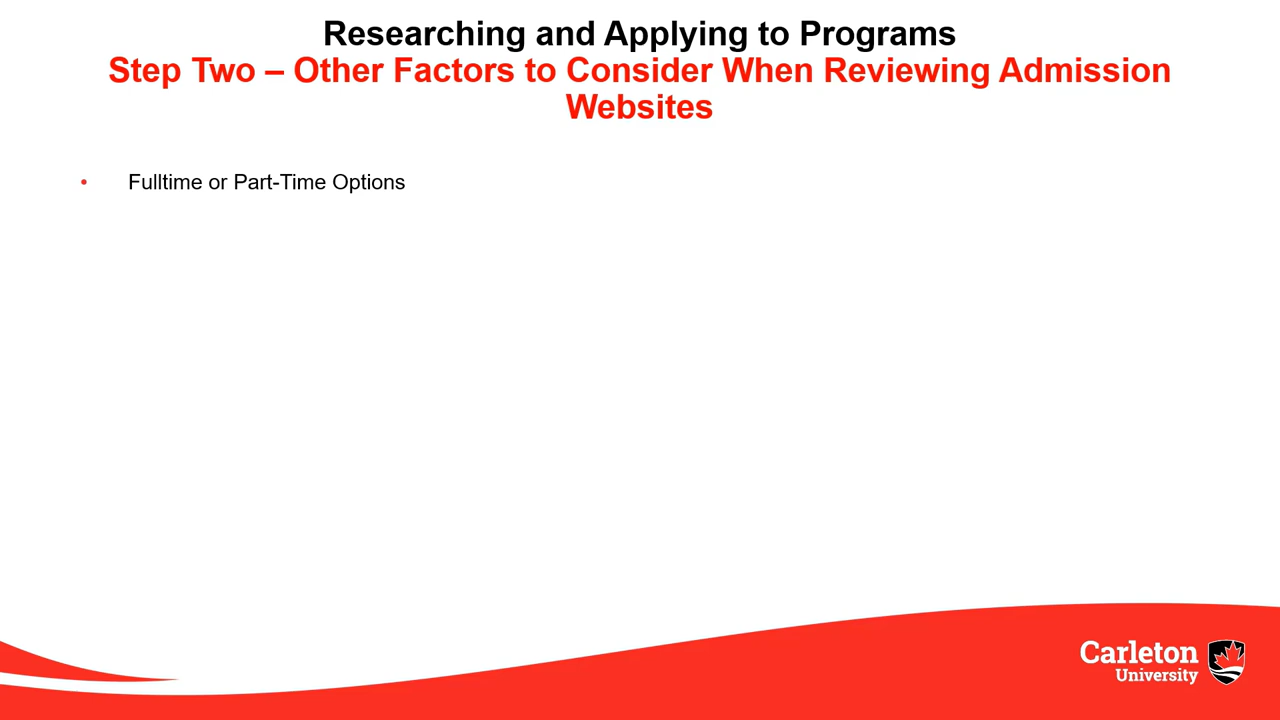 Researching and Applying to Programs
Step Two – Other Factors to Consider When Reviewing Admission
Websites
• Fulltime or Part-Time Options
Carleton
University